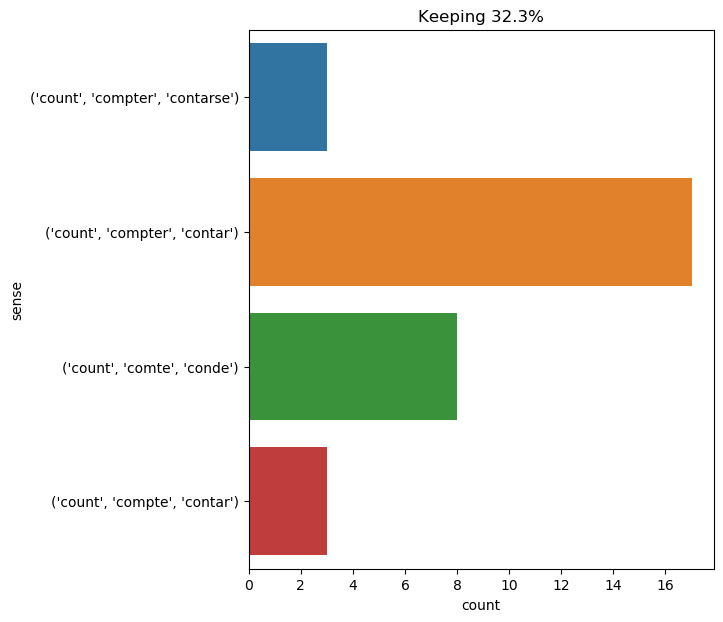 Keeping 32.3%
('count', 'compter', 'contarse')
('count', 'compter', 'contar')
('count', 'comte', 'conde')
('count', 'compte', 'contar')
sense
0 2 4 6 8 10 12 14 16
count